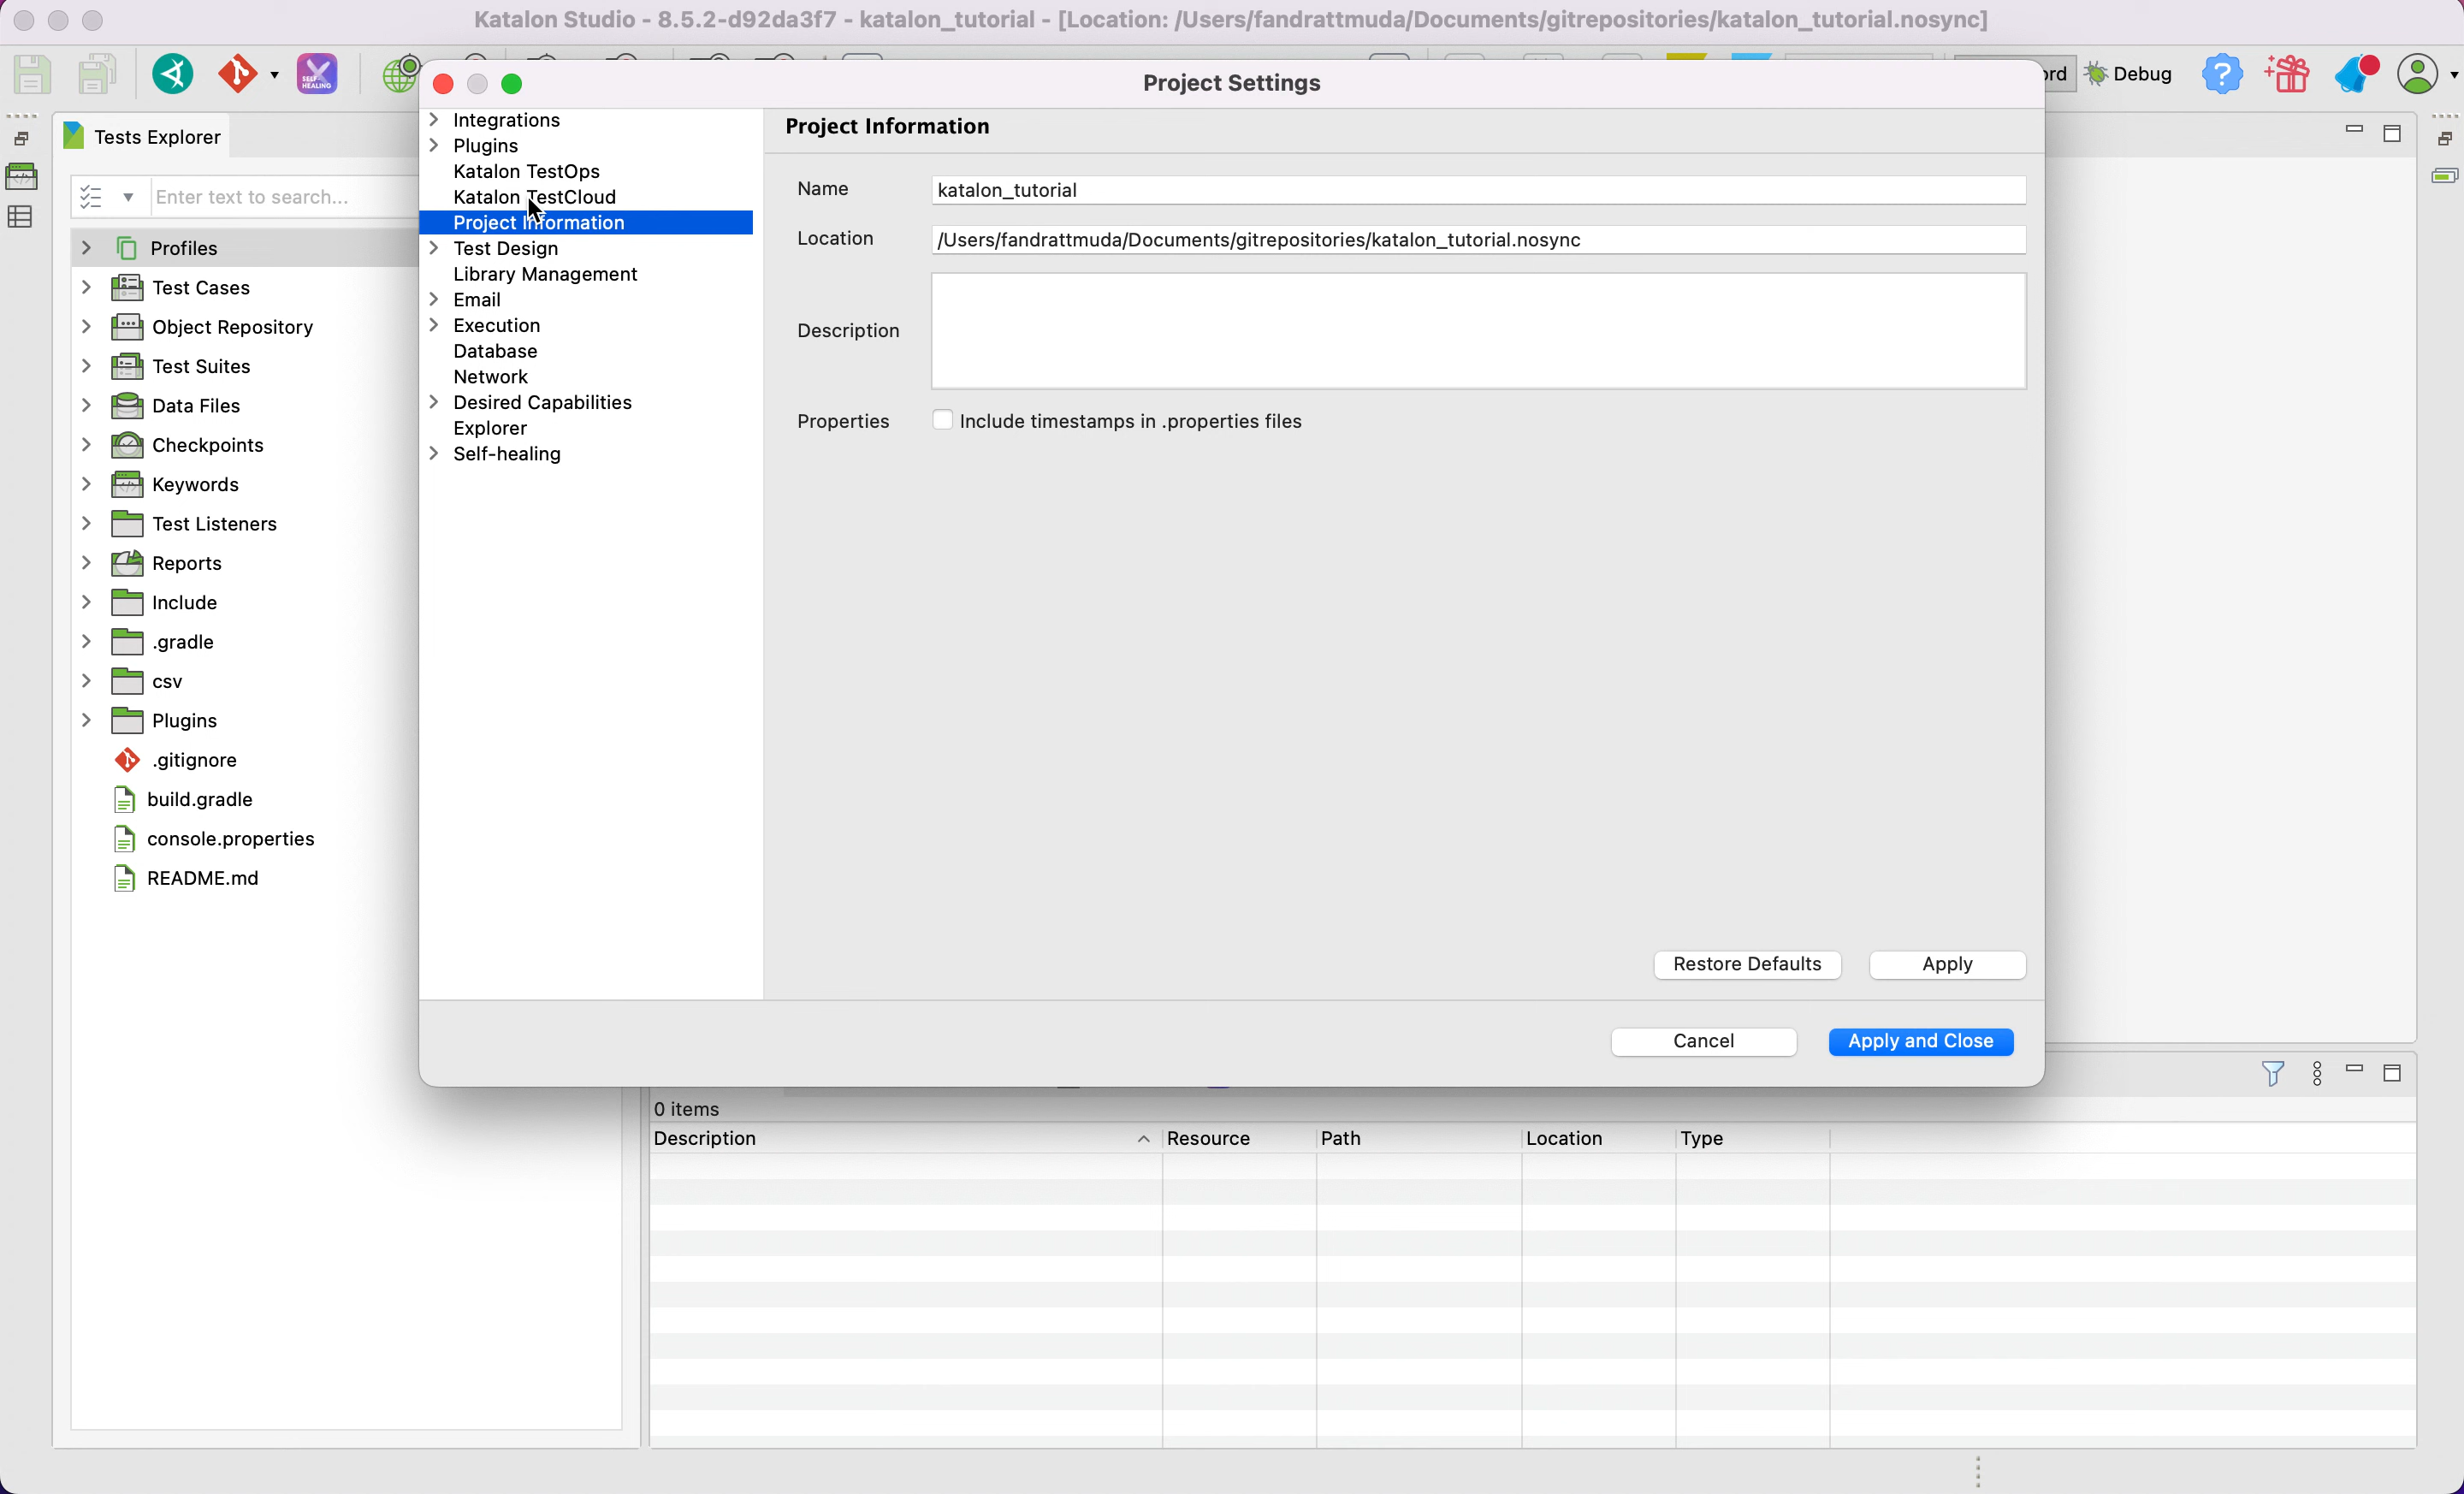 Katalon Studio - 8.5.2-d92da3f7 - katalon_tutorial - [Location: /Users/fandrattmuda/Documents/gitrepositories/katalon_tutorial.nosync]
SELF-HEALING
Debug
Tests Explorer
Enter text to search...
Profiles
Test Cases
Object Repository
Test Suites
Data Files
Checkpoints
Keywords
Test Listeners
Reports
Include
.gradle
csv
Plugins
.gitignore
build.gradle
console.properties
README.md
Project Settings
Integrations
Plugins
Katalon TestOps
Katalon TestCloud
Project Information
Test Design
Library Management
Email
Execution
Database
Network
Desired Capabilities
Explorer
Self-healing
Project Information
Name katalon_tutorial
Location /Users/fandrattmuda/Documents/gitrepositories/katalon_tutorial.nosync
Description
Properties Include timestamps in .properties files
Restore Defaults Apply
Cancel Apply and Close
0 items
Description Resource Path Location Type